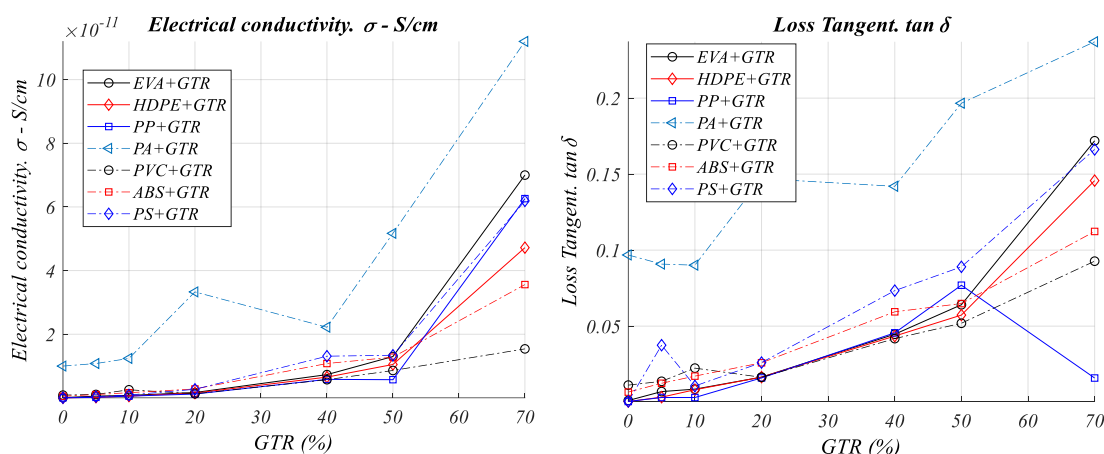 ×10-11
Electrical conductivity. σ - S/cm
Electrical conductivity. σ - S/cm
10
8
6
4
2
EVA+GTR
HDPE+GTR
PP+GTR
PA+GTR
PVC+GTR
ABS+GTR
PS+GTR
0 10 20 30 40 50 60 70
GTR (%)
Loss Tangent. tan δ
Loss Tangent. tan δ
0.2
0.15
0.1
0.05
EVA+GTR
HDPE+GTR
PP+GTR
PA+GTR
PVC+GTR
ABS+GTR
PS+GTR
0 10 20 30 40 50 60 70
GTR (%)